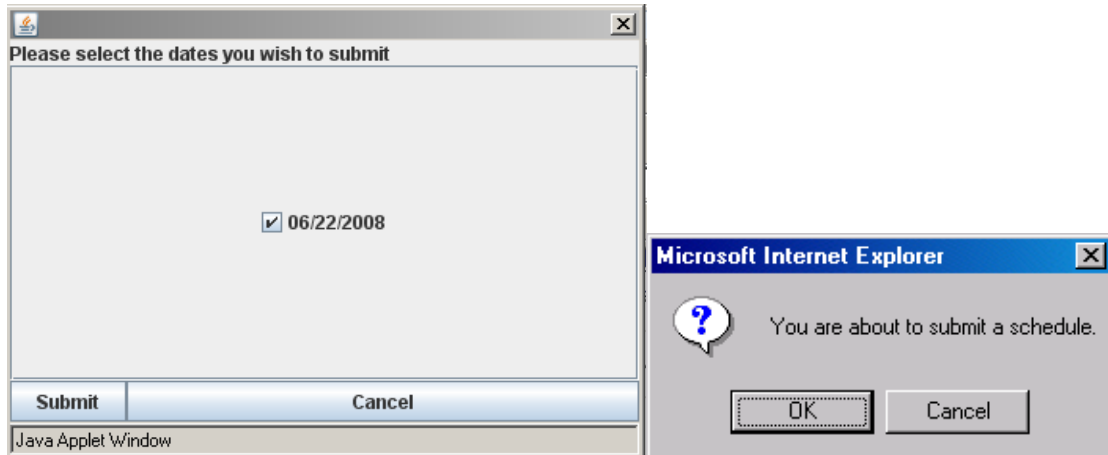 Please select the dates you wish to submit
06/22/2008
Submit Cancel
Java Applet Window
Microsoft Internet Explorer
? You are about to submit a schedule.
OK Cancel